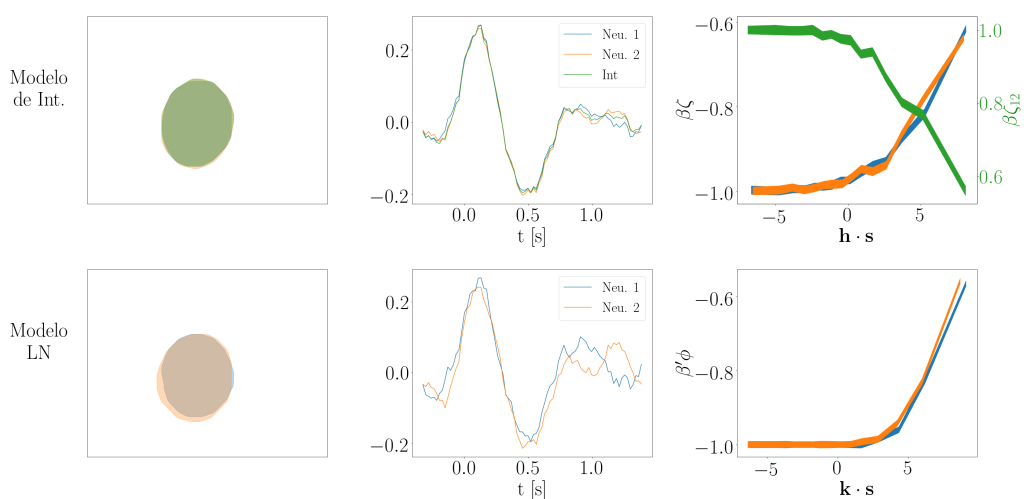 Modelo
de Int.
0.2
0.0
−0.2
0.0
0.5
1.0
t [s]
Neu. 1
Neu. 2
Int
−0.6
−0.8
−1.0
βζ
−5
0
5
h · s
1.0
0.8
0.6
βζ₁₂
Modelo
LN
0.2
0.0
−0.2
0.0
0.5
1.0
t [s]
Neu. 1
Neu. 2
−0.6
−0.8
−1.0
β′ϕ
−5
0
5
k · s